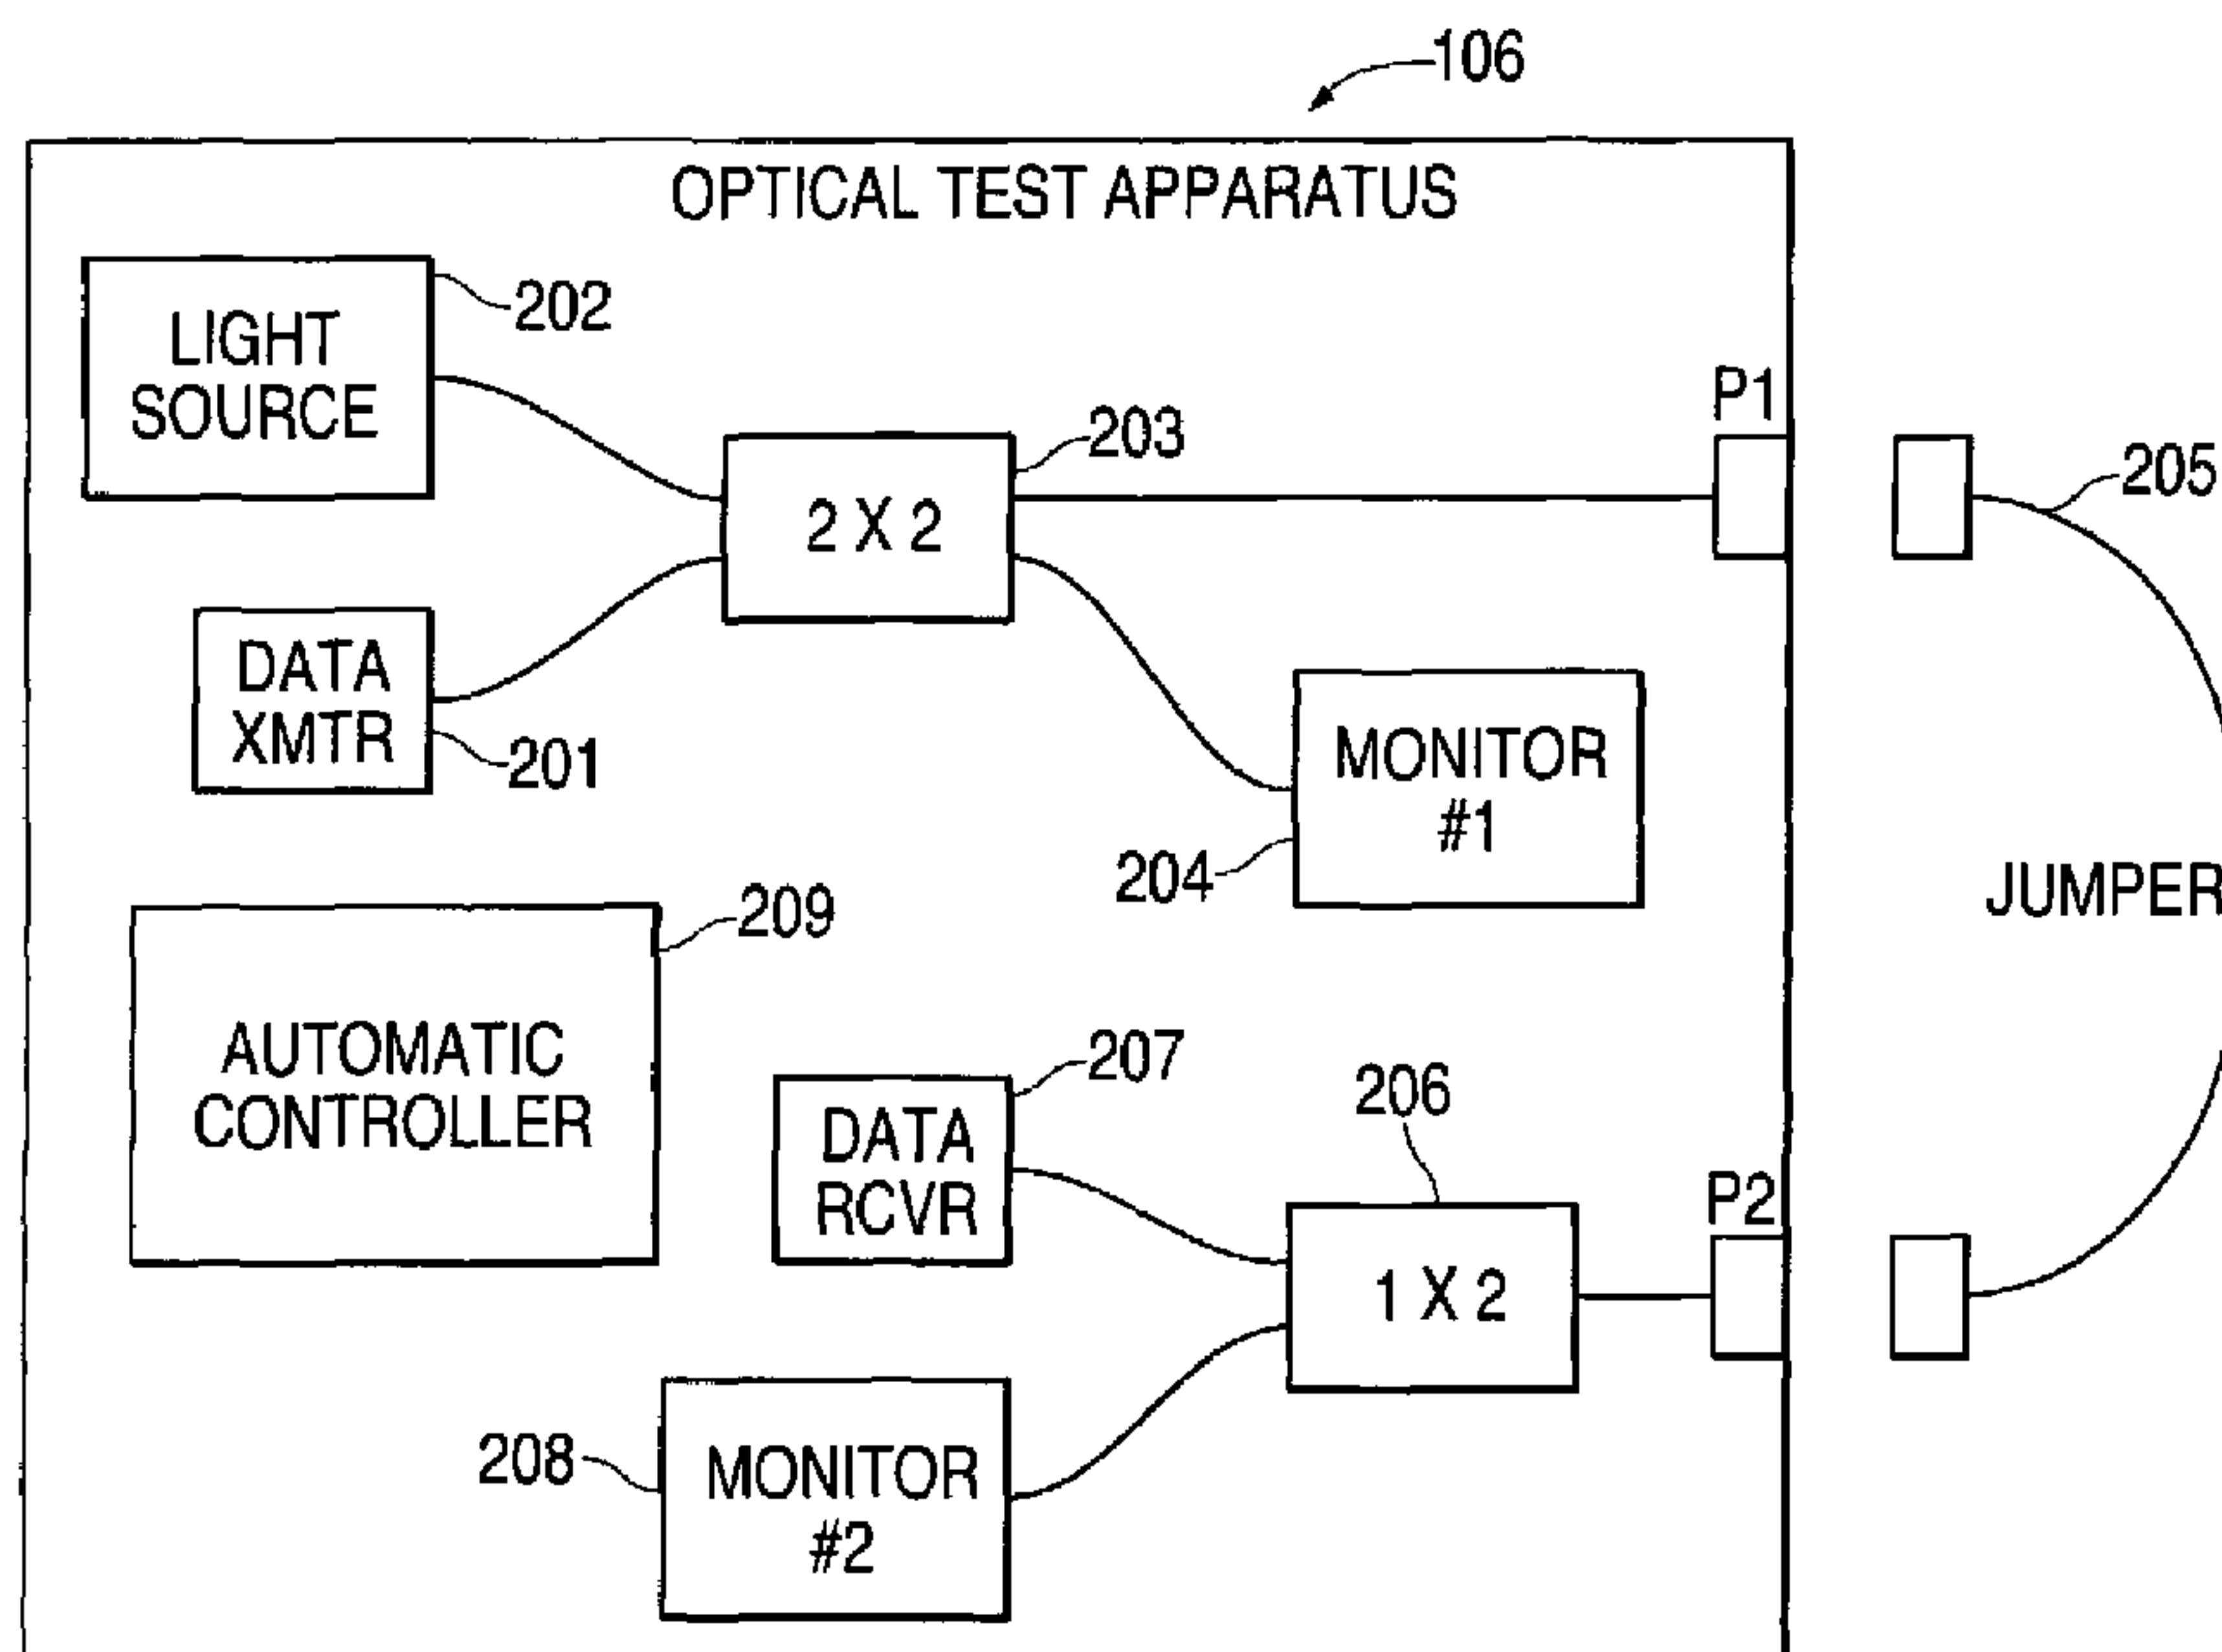 106
OPTICAL TEST APPARATUS
LIGHT
SOURCE
202
203
P1
205
2 X 2
DATA
XMTR
201
MONITOR
#1
204
JUMPER
209
AUTOMATIC
CONTROLLER
207
DATA
RCVR
206
P2
1 X 2
208
MONITOR
#2